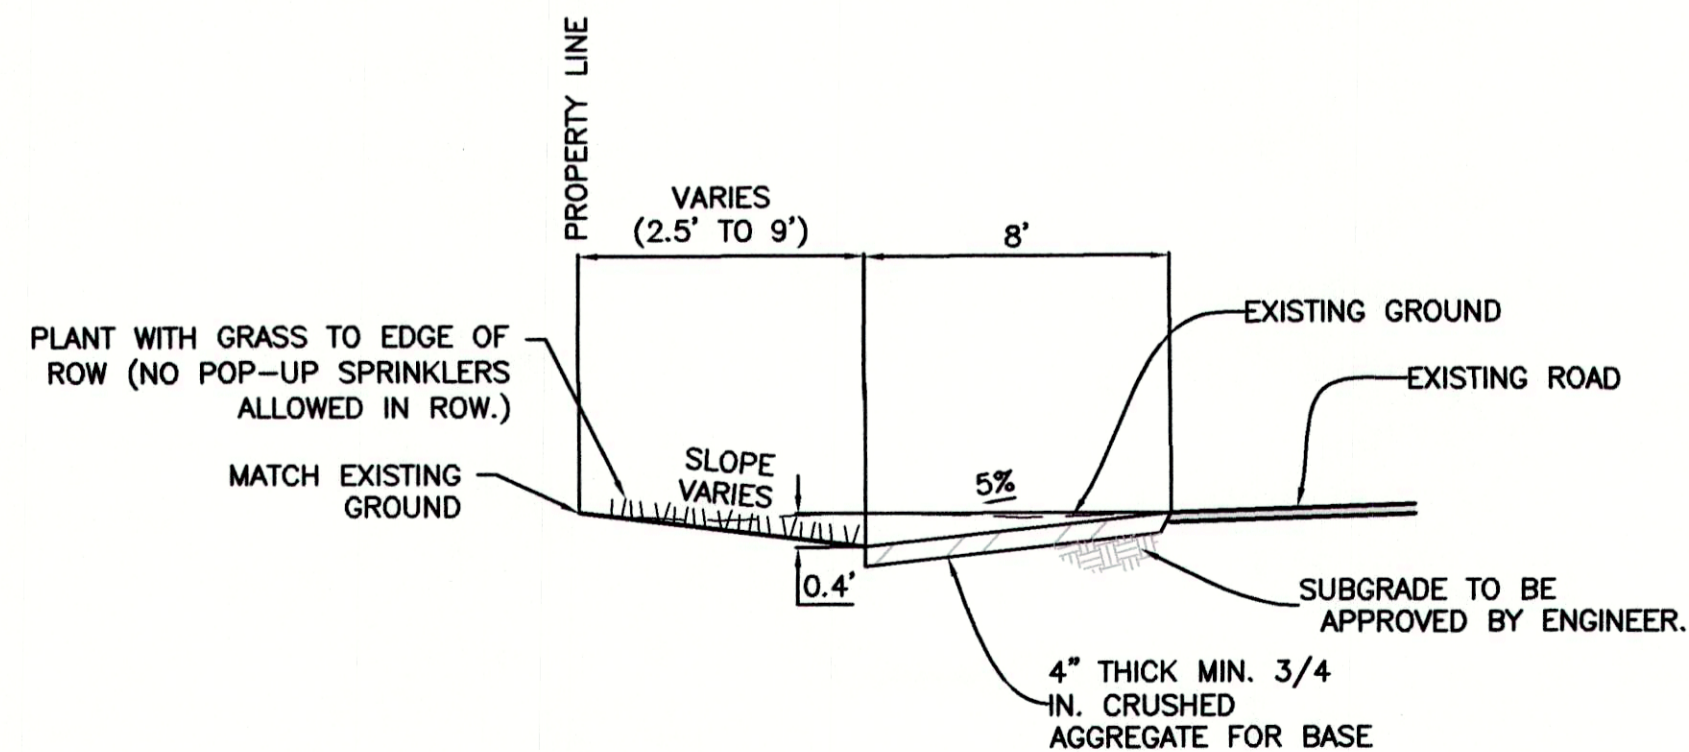 PROPERTY LINE
VARIES
(2.5' TO 9')
8'
PLANT WITH GRASS TO EDGE OF
ROW (NO POP-UP SPRINKLERS
ALLOWED IN ROW.)
EXISTING GROUND
EXISTING ROAD
MATCH EXISTING
GROUND
SLOPE
VARIES
5%
0.4'
SUBGRADE TO BE
APPROVED BY ENGINEER.
4" THICK MIN. 3/4
IN. CRUSHED
AGGREGATE FOR BASE